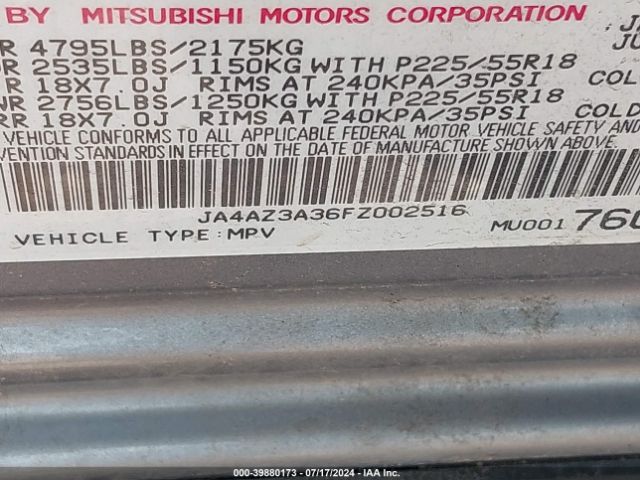 BY MITSUBISHI MOTORS CORPORATION
R 4795LBS/2175KG
R 2535LBS/1150KG WITH P225/55R18
18X7.0J RIMS AT 240KPA/35PSI COL
WR 2756LBS/1250KG WITH P225/55R18
RR 18X7.0J RIMS AT 240KPA/35PSI COLD
VEHICLE CONFORMS TO ALL APPLICABLE FEDERAL MOTOR VEHICLE SAFETY AND
VENTION STANDARDS IN EFFECT ON THE DATE OF MANUFACTURE SHOWN ABOVE.
JA4AZ3A36FZ002516
VEHICLE TYPE:MPV
MU001760
000-39880173 — 07/17/2024 — IAA Inc.